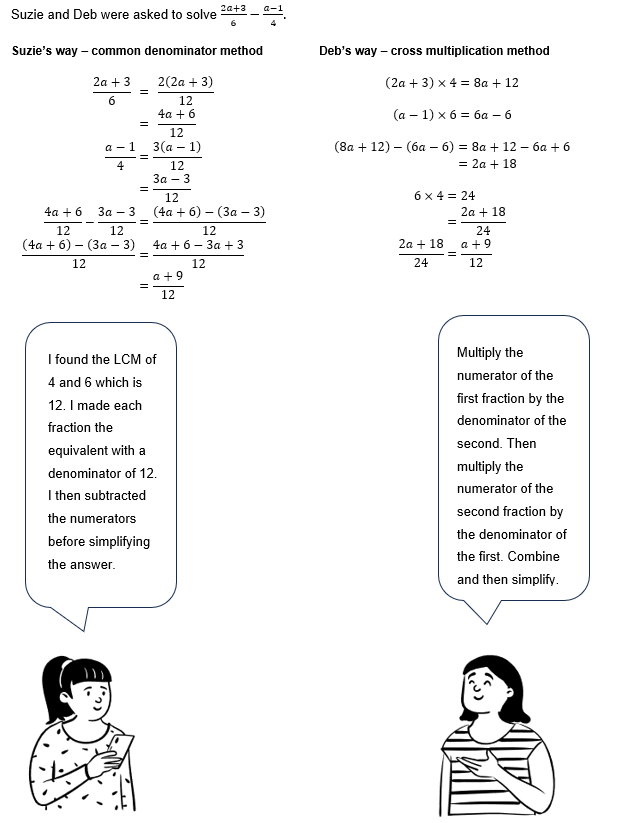 Suzie and Deb were asked to solve (2a+3)/6 − (a−1)/4.
Suzie's way – common denominator method
(2a + 3)/6 = 2(2a + 3)/12
= (4a + 6)/12
(a − 1)/4 = 3(a − 1)/12
= (3a − 3)/12
(4a + 6)/12 − (3a − 3)/12 = ((4a + 6) − (3a − 3))/12
((4a + 6) − (3a − 3))/12 = (4a + 6 − 3a + 3)/12
= (a + 9)/12
Deb's way – cross multiplication method
(2a + 3) × 4 = 8a + 12
(a − 1) × 6 = 6a − 6
(8a + 12) − (6a − 6) = 8a + 12 − 6a + 6
= 2a + 18
6 × 4 = 24
= (2a + 18)/24
(2a + 18)/24 = (a + 9)/12
I found the LCM of
4 and 6 which is
12. I made each
fraction the
equivalent with a
denominator of 12.
I then subtracted
the numerators
before simplifying
the answer.
Multiply the
numerator of the
first fraction by the
denominator of the
second. Then
multiply the
numerator of the
second fraction by
the denominator of
the first. Combine
and then simplify.